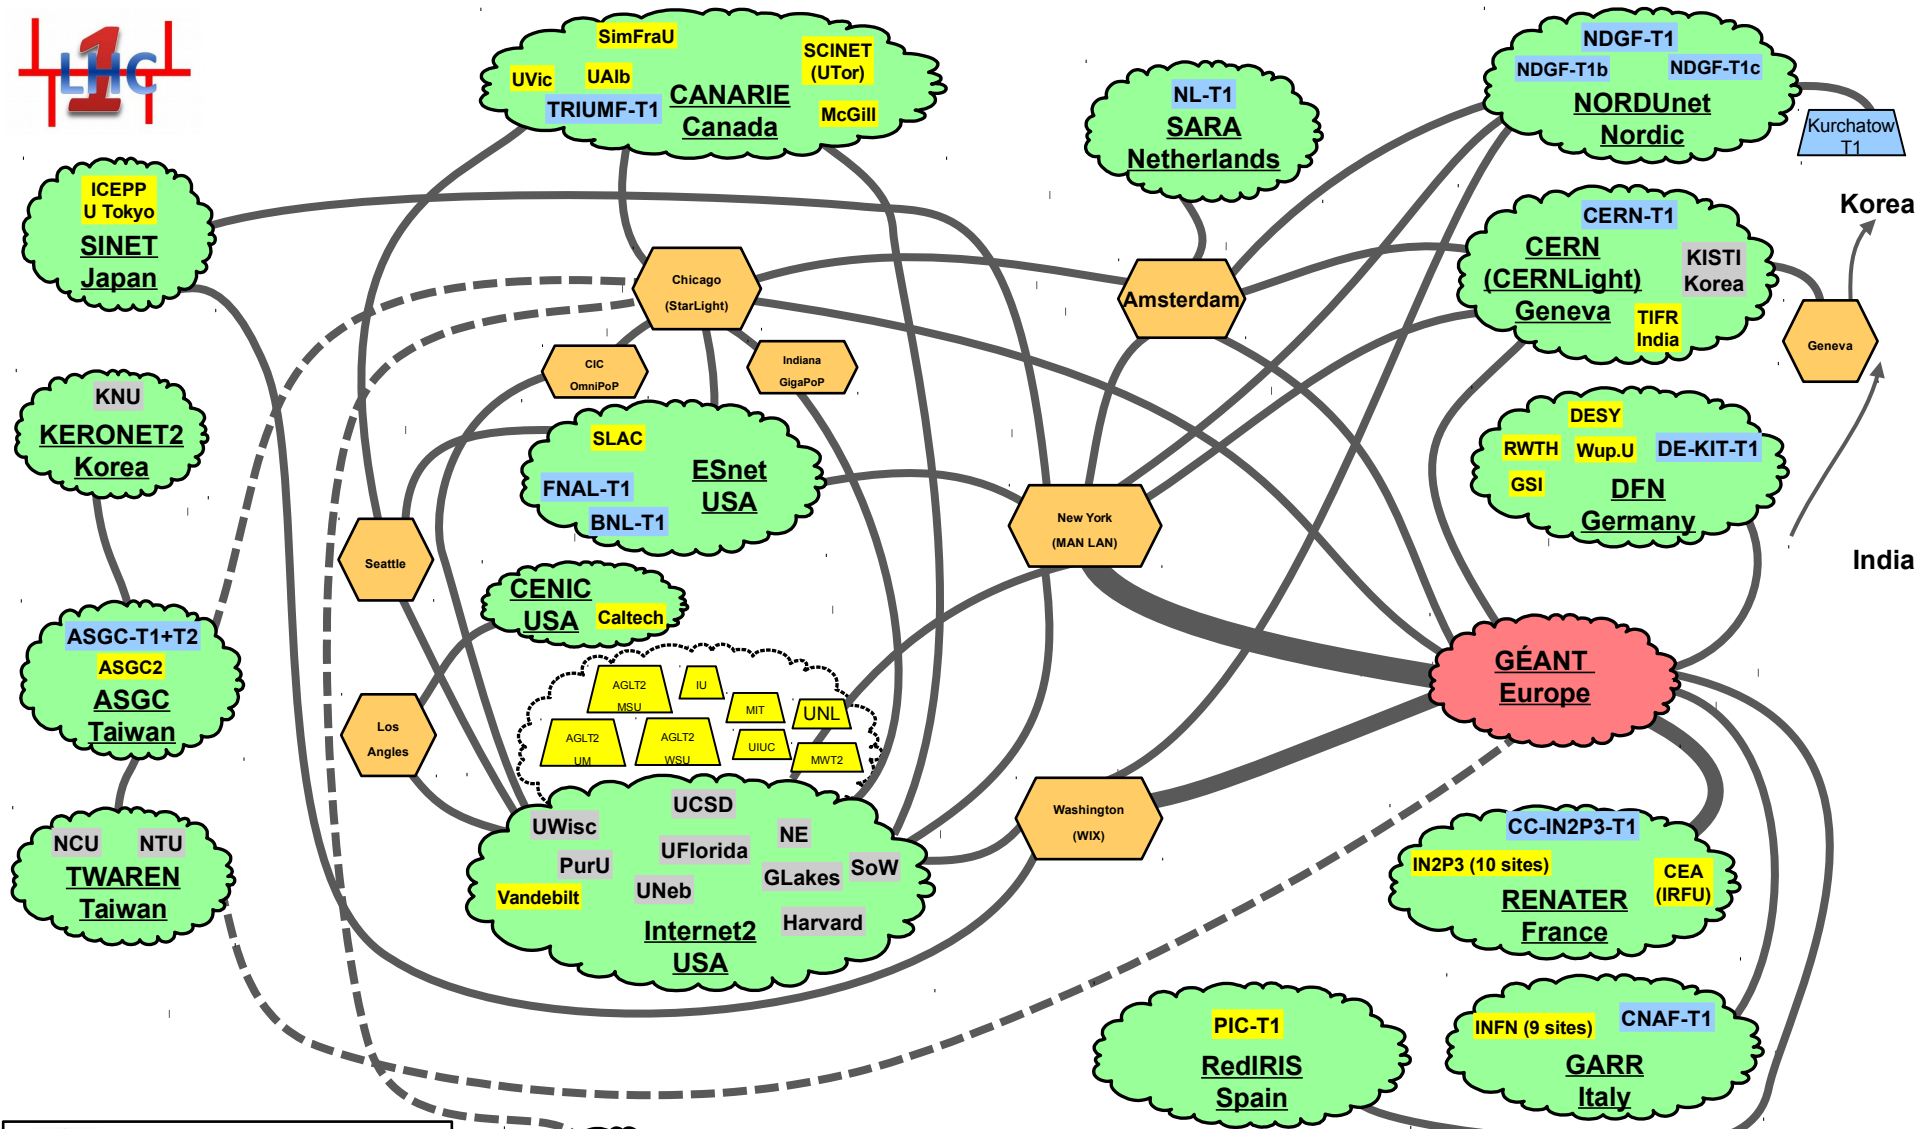 LHC
1
SimFraU
SCINET
(UTor)
UVic
UAlb
TRIUMF-T1
McGill
CANARIE
Canada
NL-T1
SARA
Netherlands
NDGF-T1
NDGF-T1b
NDGF-T1c
NORDUnet
Nordic
Kurchatow
T1
ICEPP
U Tokyo
SINET
Japan
CERN-T1
CERN
(CERNLight)
Geneva
KISTI
Korea
TIFR
India
Korea
Geneva
India
Chicago
(StarLight)
Amsterdam
CIC
OmniPoP
Indiana
GigaPoP
KNU
KERONET2
Korea
SLAC
FNAL-T1
BNL-T1
ESnet
USA
DESY
RWTH
Wup.U
DE-KIT-T1
GSI
DFN
Germany
New York
(MAN LAN)
Seattle
CENIC
USA
Caltech
ASGC-T1+T2
ASGC2
ASGC
Taiwan
GÉANT
Europe
AGLT2
MSU
IU
MIT
UNL
AGLT2
UM
AGLT2
WSU
UIUC
MWT2
Los
Angles
Washington
(WIX)
UCSD
UWisc
NE
UFlorida
PurU
SoW
GLakes
UNeb
Vandebilt
Harvard
Internet2
USA
NCU
NTU
TWAREN
Taiwan
CC-IN2P3-T1
IN2P3 (10 sites)
CEA
(IRFU)
RENATER
France
PIC-T1
RedIRIS
Spain
INFN (9 sites)
CNAF-T1
GARR
Italy